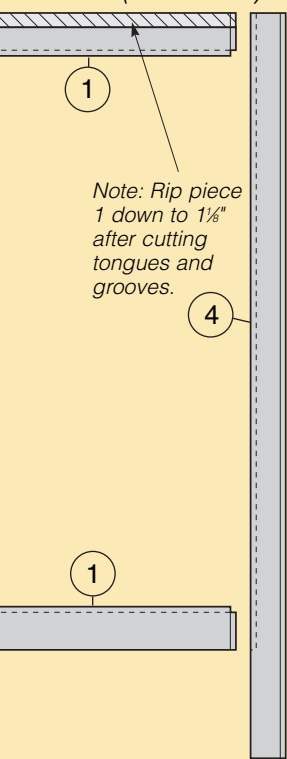 1
Note: Rip piece
1 down to 1⅛"
after cutting
tongues and
grooves.
4
1